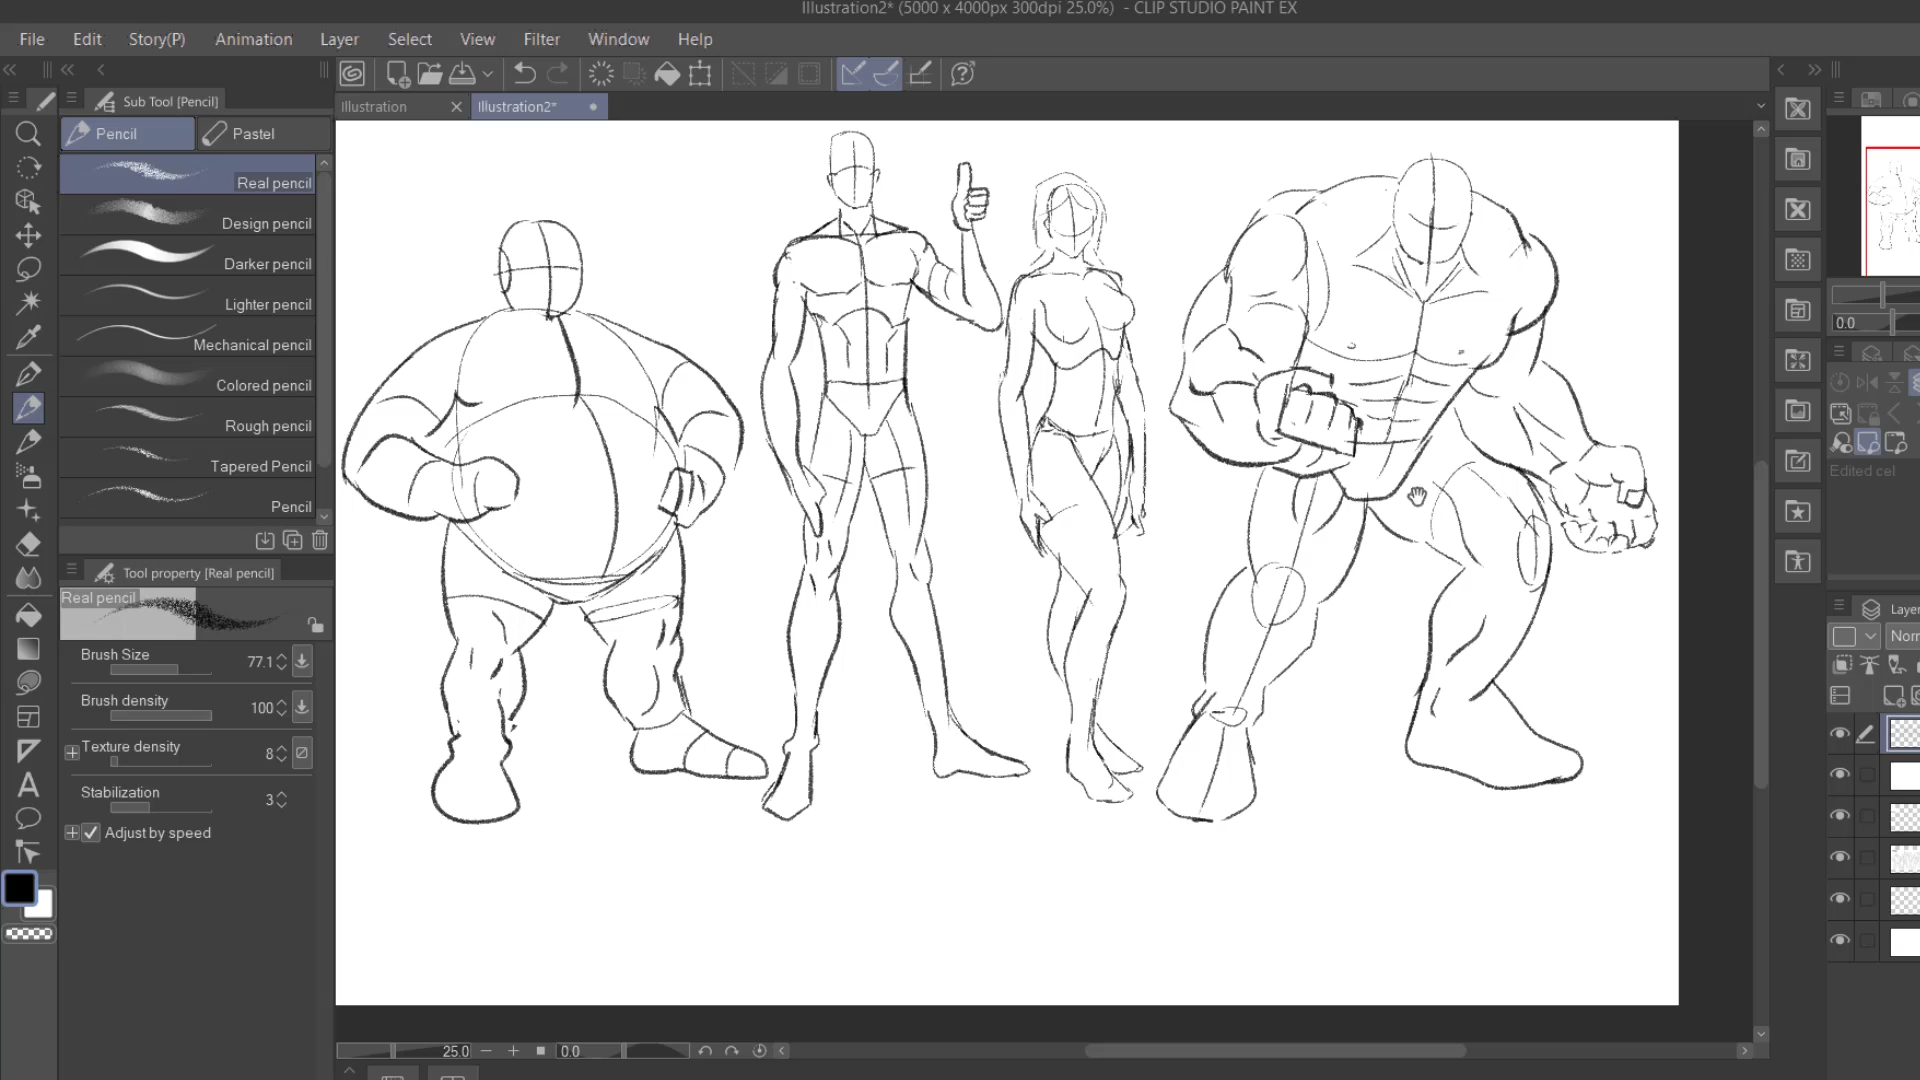 Illustration2* (5000 x 4000px 300dpi 25.0%) - CLIP STUDIO PAINT EX
File Edit Story(P) Animation Layer Select View Filter Window Help
Sub Tool [Pencil]
Illustration
Illustration2*
Pencil
Pastel
Real pencil
Design pencil
Darker pencil
Lighter pencil
Mechanical pencil
Colored pencil
Rough pencil
Tapered Pencil
Pencil
Tool property [Real pencil]
Real pencil
Brush Size 77.1
Brush density 100
Texture density 8
Stabilization 3
Adjust by speed
25.0
0.0
0.0
Edited cel
Layer
Norr